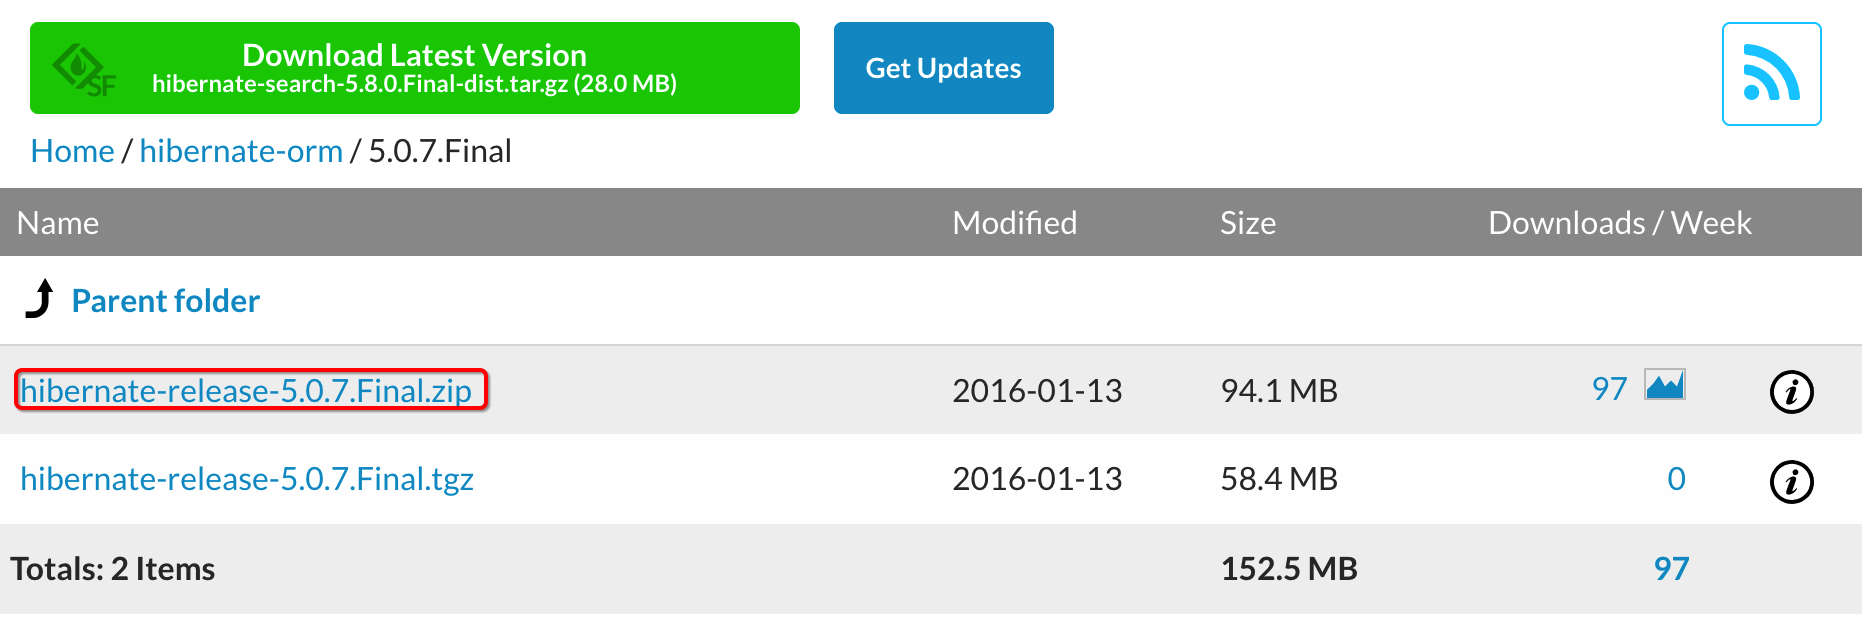 Download Latest Version
SF
hibernate-search-5.8.0.Final-dist.tar.gz (28.0 MB)
Get Updates
Home / hibernate-orm / 5.0.7.Final
Name Modified Size Downloads / Week
Parent folder
hibernate-release-5.0.7.Final.zip 2016-01-13 94.1 MB 97 i
hibernate-release-5.0.7.Final.tgz 2016-01-13 58.4 MB 0 i
Totals: 2 Items 152.5 MB 97